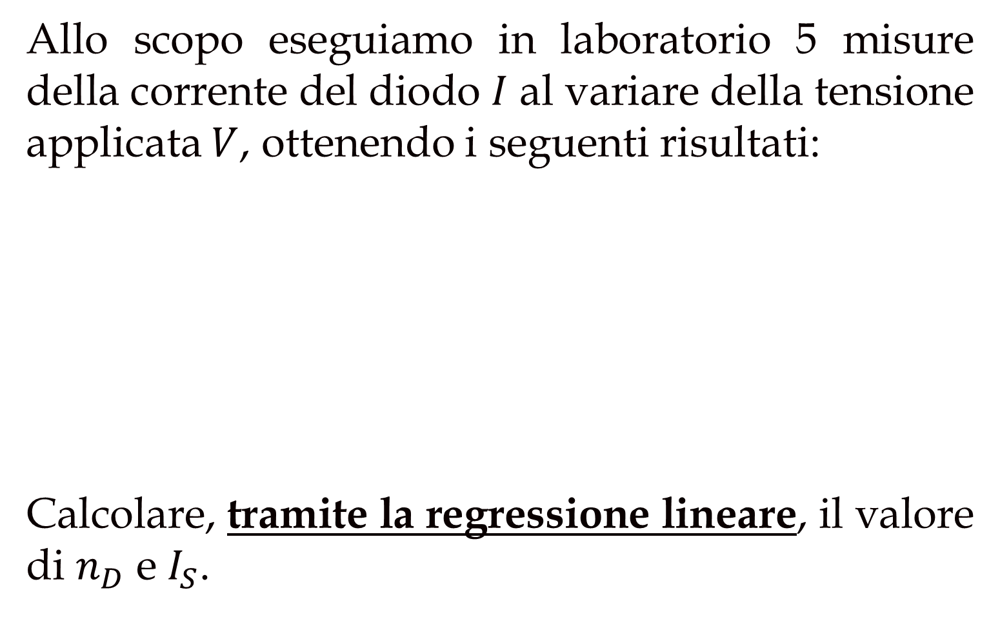 Allo scopo eseguiamo in laboratorio 5 misure
della corrente del diodo I al variare della tensione
applicata V, ottenendo i seguenti risultati:
Calcolare, tramite la regressione lineare, il valore
di n_D e I_S.